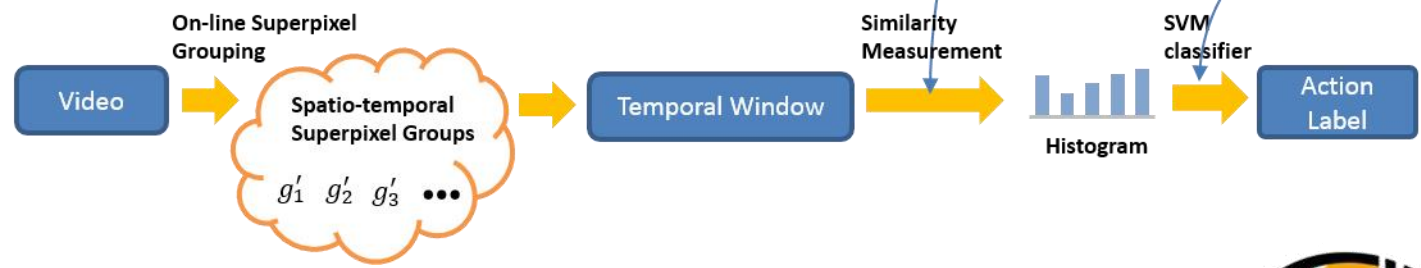 On-line Superpixel
Grouping
Similarity
Measurement
SVM
classifier
Video
Spatio-temporal
Superpixel Groups
g′₁ g′₂ g′₃ •••
Temporal Window
Histogram
Action
Label